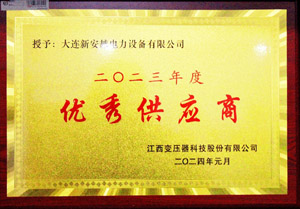 授予：大连新安越电力设备有限公司
二〇二三年度
优秀供应商
江西变压器科技股份有限公司
二〇二四年元月